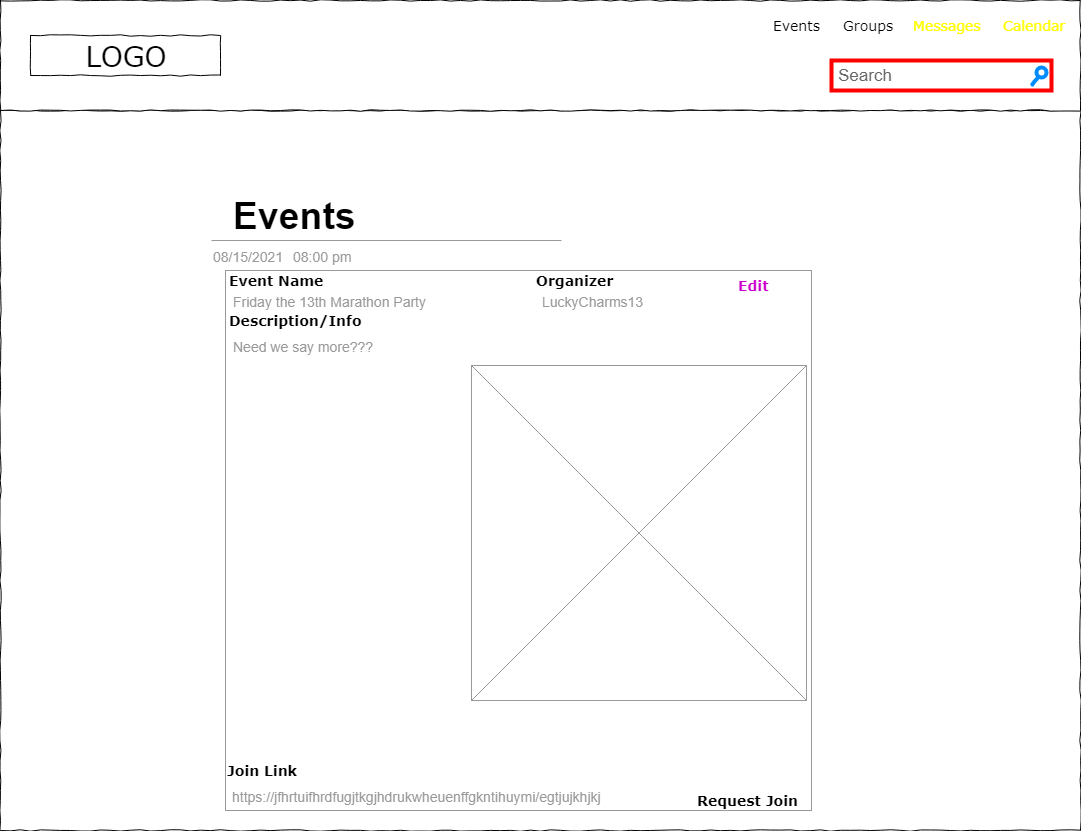 Events Groups Messages Calendar
LOGO
Search
Events
08/15/2021 08:00 pm
Event Name Organizer Edit
Friday the 13th Marathon Party LuckyCharms13
Description/Info
Need we say more???
Join Link
https://jfhrtuifhrdfugjtkgjhdrukwheuenffgkntihuymi/egtjujkhjkj
Request Join